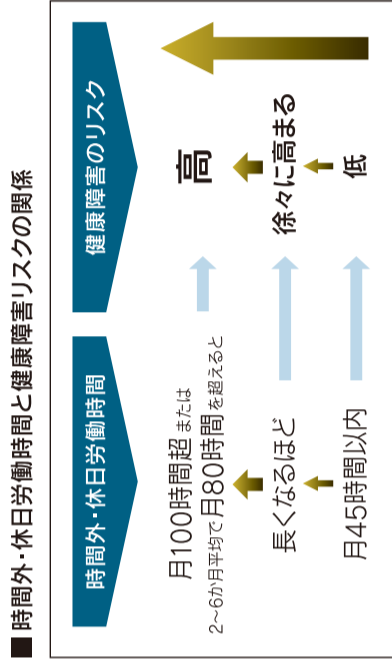 ■ 時間外・休日労働時間と健康障害リスクの関係
時間外・休日労働時間
健康障害のリスク
月100時間超 または
2〜6か月平均で 月80時間 を超えると
高
長くなるほど
徐々に高まる
月45時間以内
低